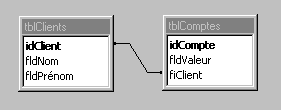 tblClients
idClient
fldNom
fldPrénom
tblComptes
idCompte
fldValeur
fiClient